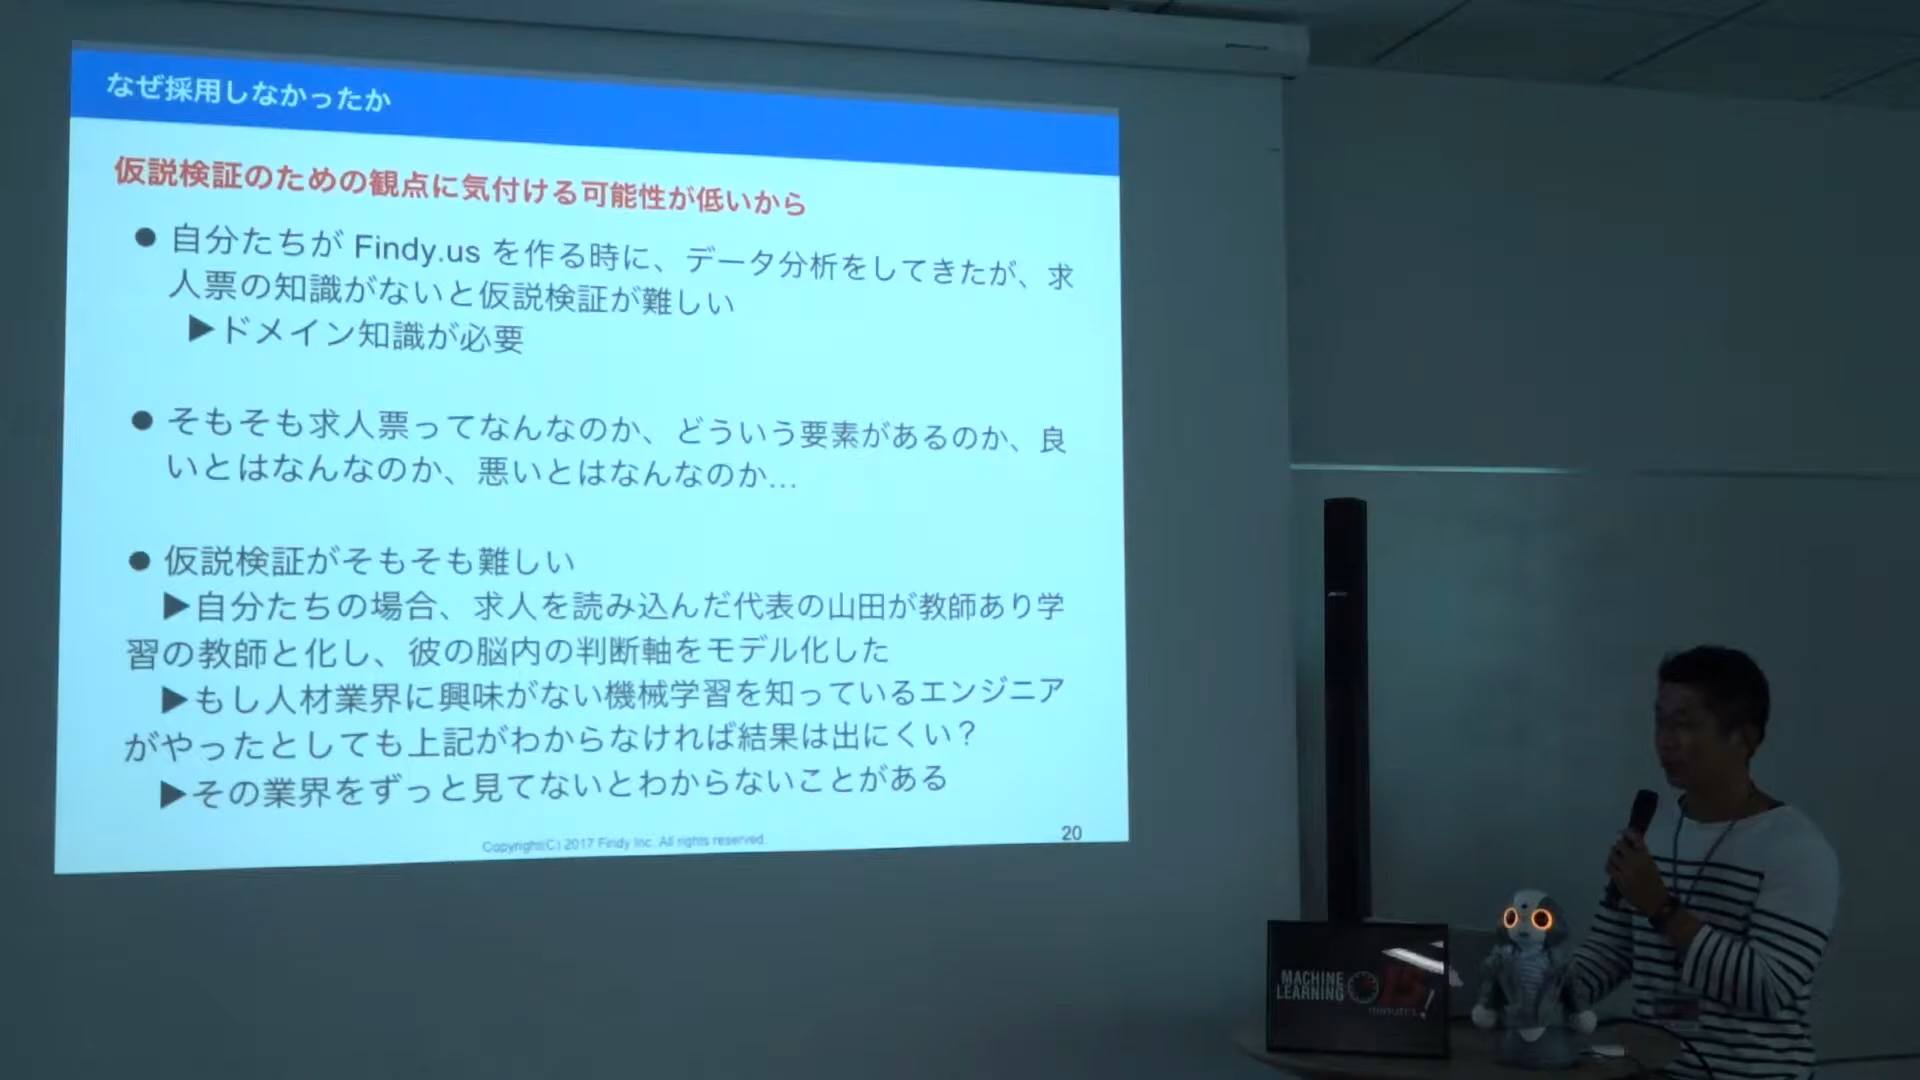 なぜ採用しなかったか
仮説検証のための観点に気付ける可能性が低いから
● 自分たちが Findy.us を作る時に、データ分析をしてきたが、求
人票の知識がないと仮説検証が難しい
▶ドメイン知識が必要
● そもそも求人票ってなんなのか、どういう要素があるのか、良
いとはなんなのか、悪いとはなんなのか…
● 仮説検証がそもそも難しい
▶自分たちの場合、求人を読み込んだ代表の山田が教師あり学
習の教師と化し、彼の脳内の判断軸をモデル化した
▶もし人材業界に興味がない機械学習を知っているエンジニア
がやったとしても上記がわからなければ結果は出にくい？
▶その業界をずっと見てないとわからないことがある
Copyright(C) 2017 Findy Inc. All rights reserved.
20
MACHINE
LEARNING
15
minutes!